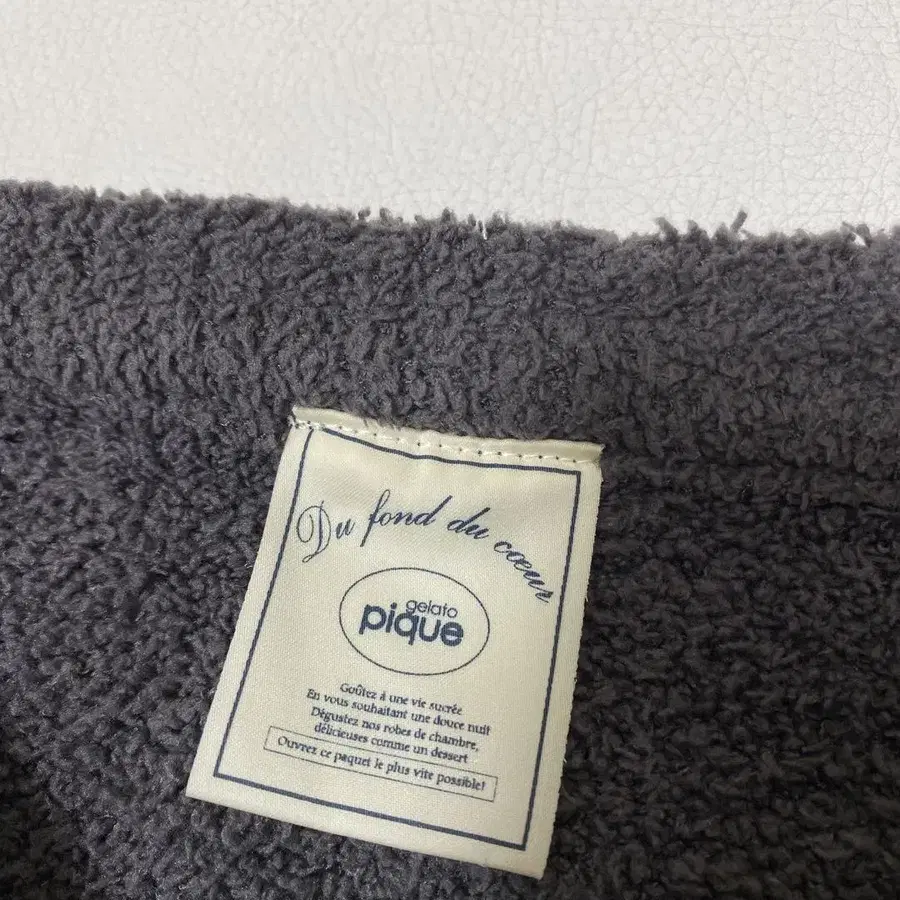 Du fond du cœur
gelato
pique
Goûtez à une vie sucrée
En vous souhaitant une douce nuit
Dégustez nos robes de chambre,
délicieuses comme un dessert
Ouvrez ce paquet le plus vite possible!